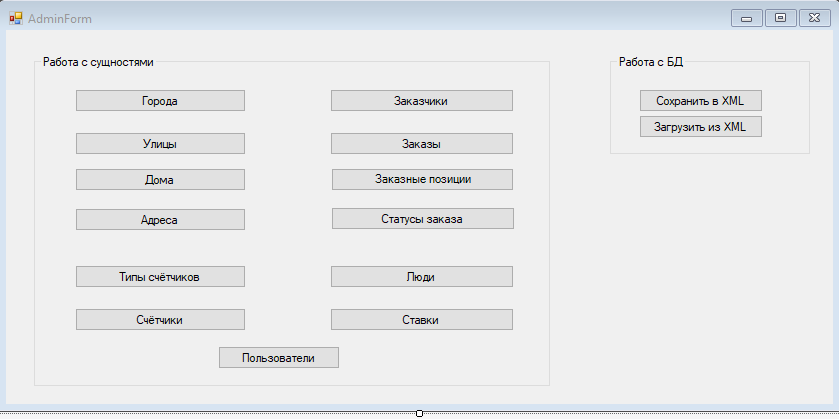 AdminForm
Работа с сущностями
Города
Заказчики
Улицы
Заказы
Дома
Заказные позиции
Адреса
Статусы заказа
Типы счётчиков
Люди
Счётчики
Ставки
Пользователи
Работа с БД
Сохранить в XML
Загрузить из XML